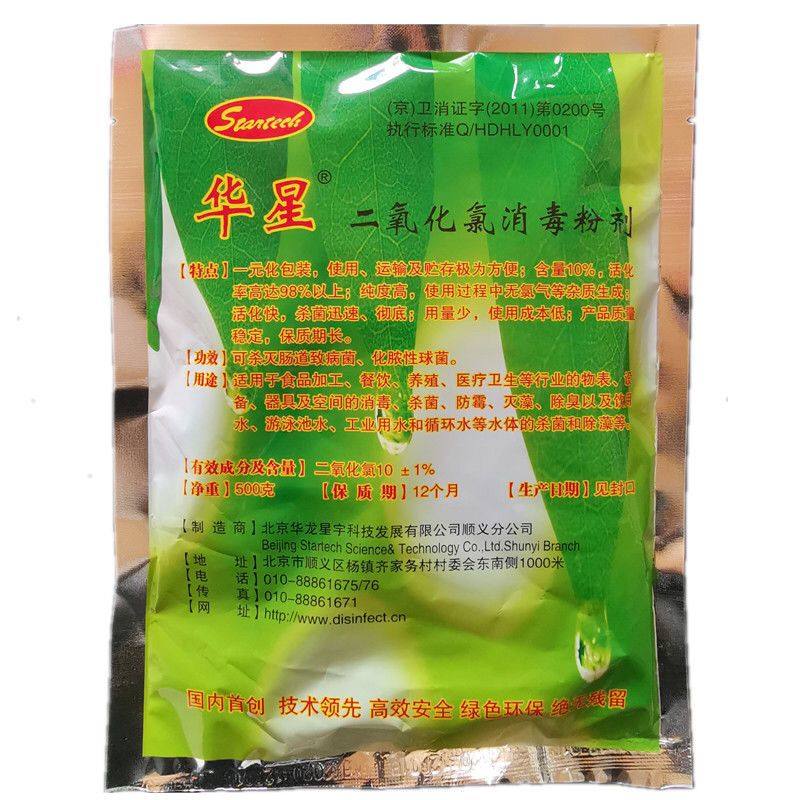 Startech
(京)卫消证字(2011)第0200号
执行标准Q/HDHLY0001
华星® 二氧化氯消毒粉剂
【特点】一元化包装,使用、运输及贮存极为方便;含量10%,活化
率高达98%以上;纯度高,使用过程中无氯气等杂质生成;
活化快,杀菌迅速、彻底;用量少,使用成本低;产品质量
稳定,保质期长。
【功效】可杀灭肠道致病菌、化脓性球菌。
【用途】适用于食品加工、餐饮、养殖、医疗卫生等行业的物表、设
备、器具及空间的消毒、杀菌、防霉、灭藻、除臭以及饮用
水、游泳池水、工业用水和循环水等水体的杀菌和除藻等。
【有效成分及含量】二氧化氯10 ±1%
【净重】500克 【保 质 期】12个月 【生产日期】见封口
【制 造 商】北京华龙星宇科技发展有限公司顺义分公司
Beijing Startech Science& Technology Co.,Ltd.Shunyi Branch
【地 址】北京市顺义区杨镇齐家务村村委会东南侧1000米
【电 话】010-88861675/76
【传 真】010-88861671
【网 址】http://www.disinfect.cn
国内首创 技术领先 高效安全 绿色环保 绝无残留